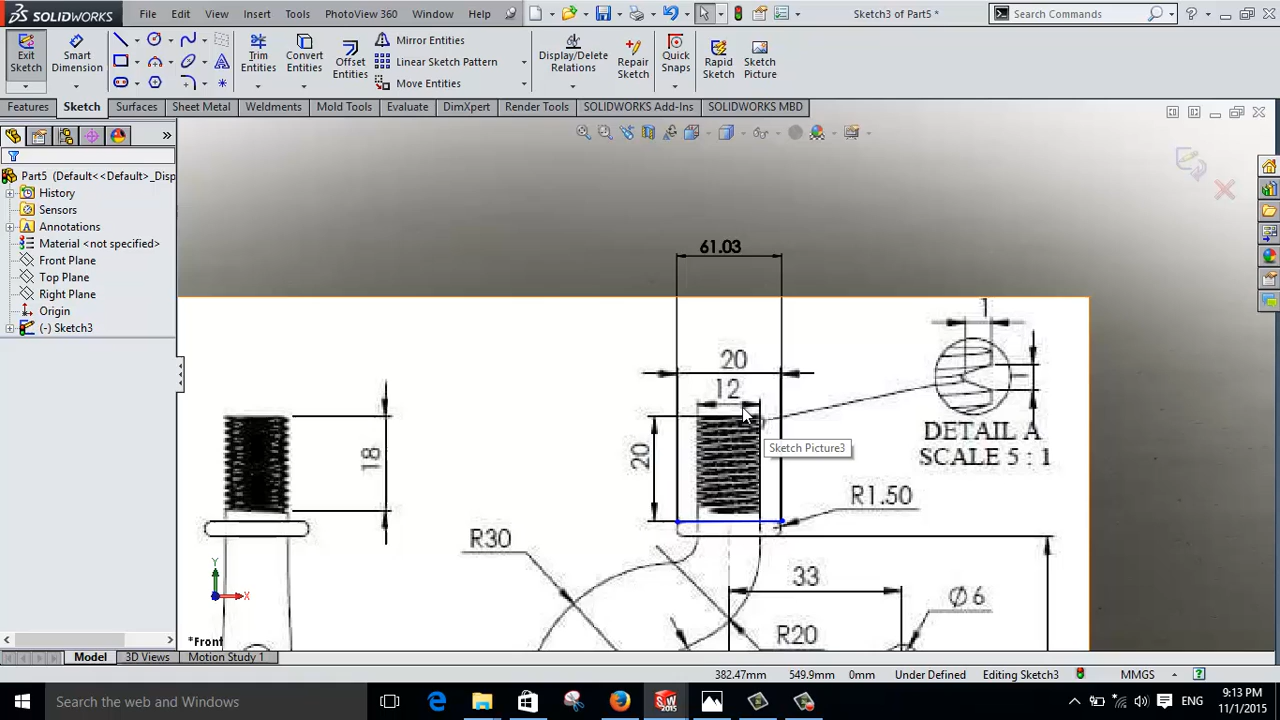 SOLIDWORKS File Edit View Insert Tools PhotoView 360 Window Help Sketch3 of Part5 * Search Commands
Exit Sketch
Smart Dimension
Trim Entities
Convert Entities
Offset Entities
Mirror Entities
Linear Sketch Pattern
Move Entities
Display/Delete Relations
Repair Sketch
Quick Snaps
Rapid Sketch
Sketch Picture
Features Sketch Surfaces Sheet Metal Weldments Mold Tools Evaluate DimXpert Render Tools SOLIDWORKS Add-Ins SOLIDWORKS MBD
Part5 (Default<<Default>_Disp
History
Sensors
Annotations
Material <not specified>
Front Plane
Top Plane
Right Plane
Origin
(-) Sketch3
61.03
1
20
12
1
DETAIL A
SCALE 5 : 1
Sketch Picture3
18
20
R1.50
R30
33
Ø 6
R20
Y
X
*Front
Model 3D Views Motion Study 1
382.47mm 549.9mm 0mm Under Defined Editing Sketch3 MMGS
Search the web and Windows
SW 2015
ENG
9:13 PM
11/1/2015